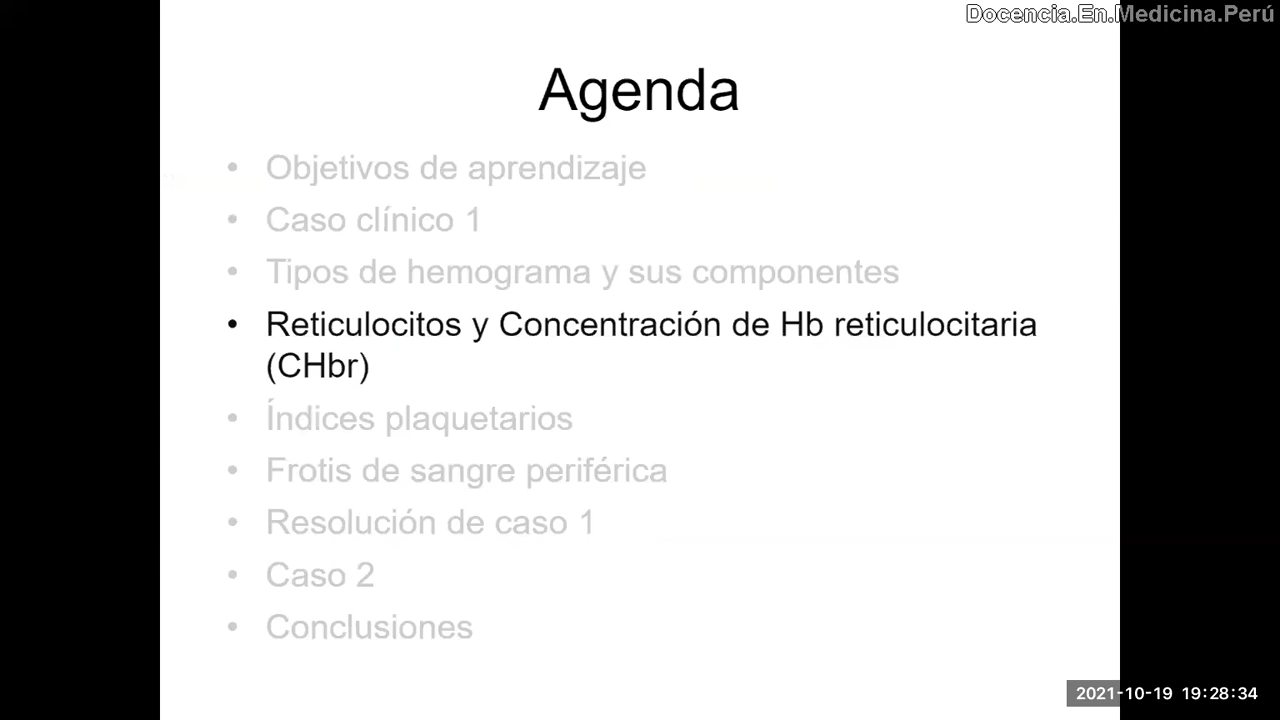 Docencia.En.Medicina.Perú
Agenda
• Objetivos de aprendizaje
• Caso clínico 1
• Tipos de hemograma y sus componentes
• Reticulocitos y Concentración de Hb reticulocitaria
(CHbr)
• Índices plaquetarios
• Frotis de sangre periférica
• Resolución de caso 1
• Caso 2
• Conclusiones
2021-10-19 19:28:34